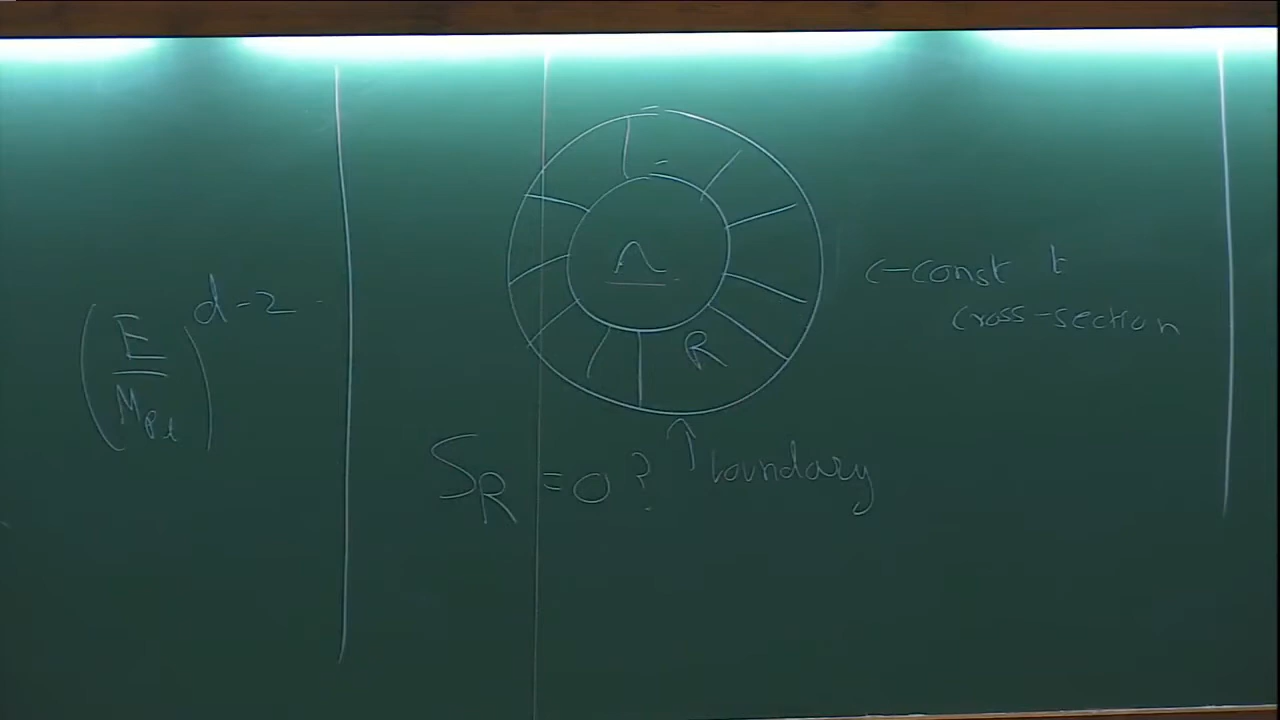 (E/M_Pl)^{d-2}
R
← const t
cross-section
S_R = 0 ?
↑ boundary